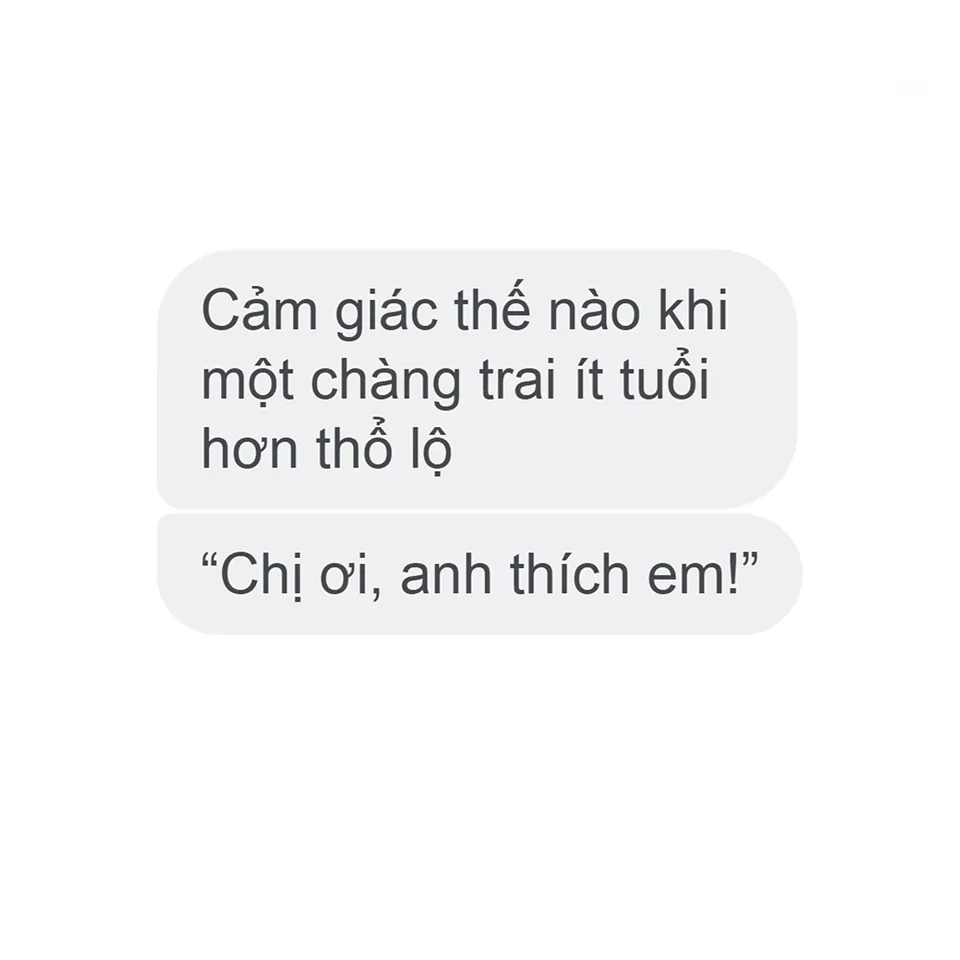 Cảm giác thế nào khi
một chàng trai ít tuổi
hơn thổ lộ
“Chị ơi, anh thích em!”